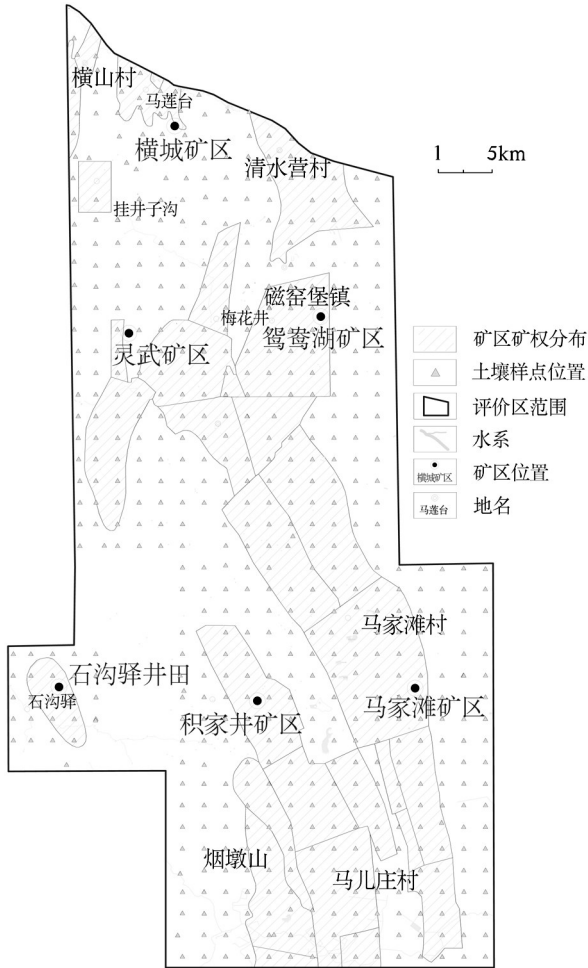 横山村
马莲台
横城矿区
清水营村
1 5km
挂井子沟
磁窑堡镇
梅花井
鸳鸯湖矿区
灵武矿区
矿区矿权分布
土壤样点位置
评价区范围
水系
横城矿区
矿区位置
马莲台
地名
马家滩村
石沟驿井田
石沟驿
马家滩矿区
积家井矿区
烟墩山
马儿庄村